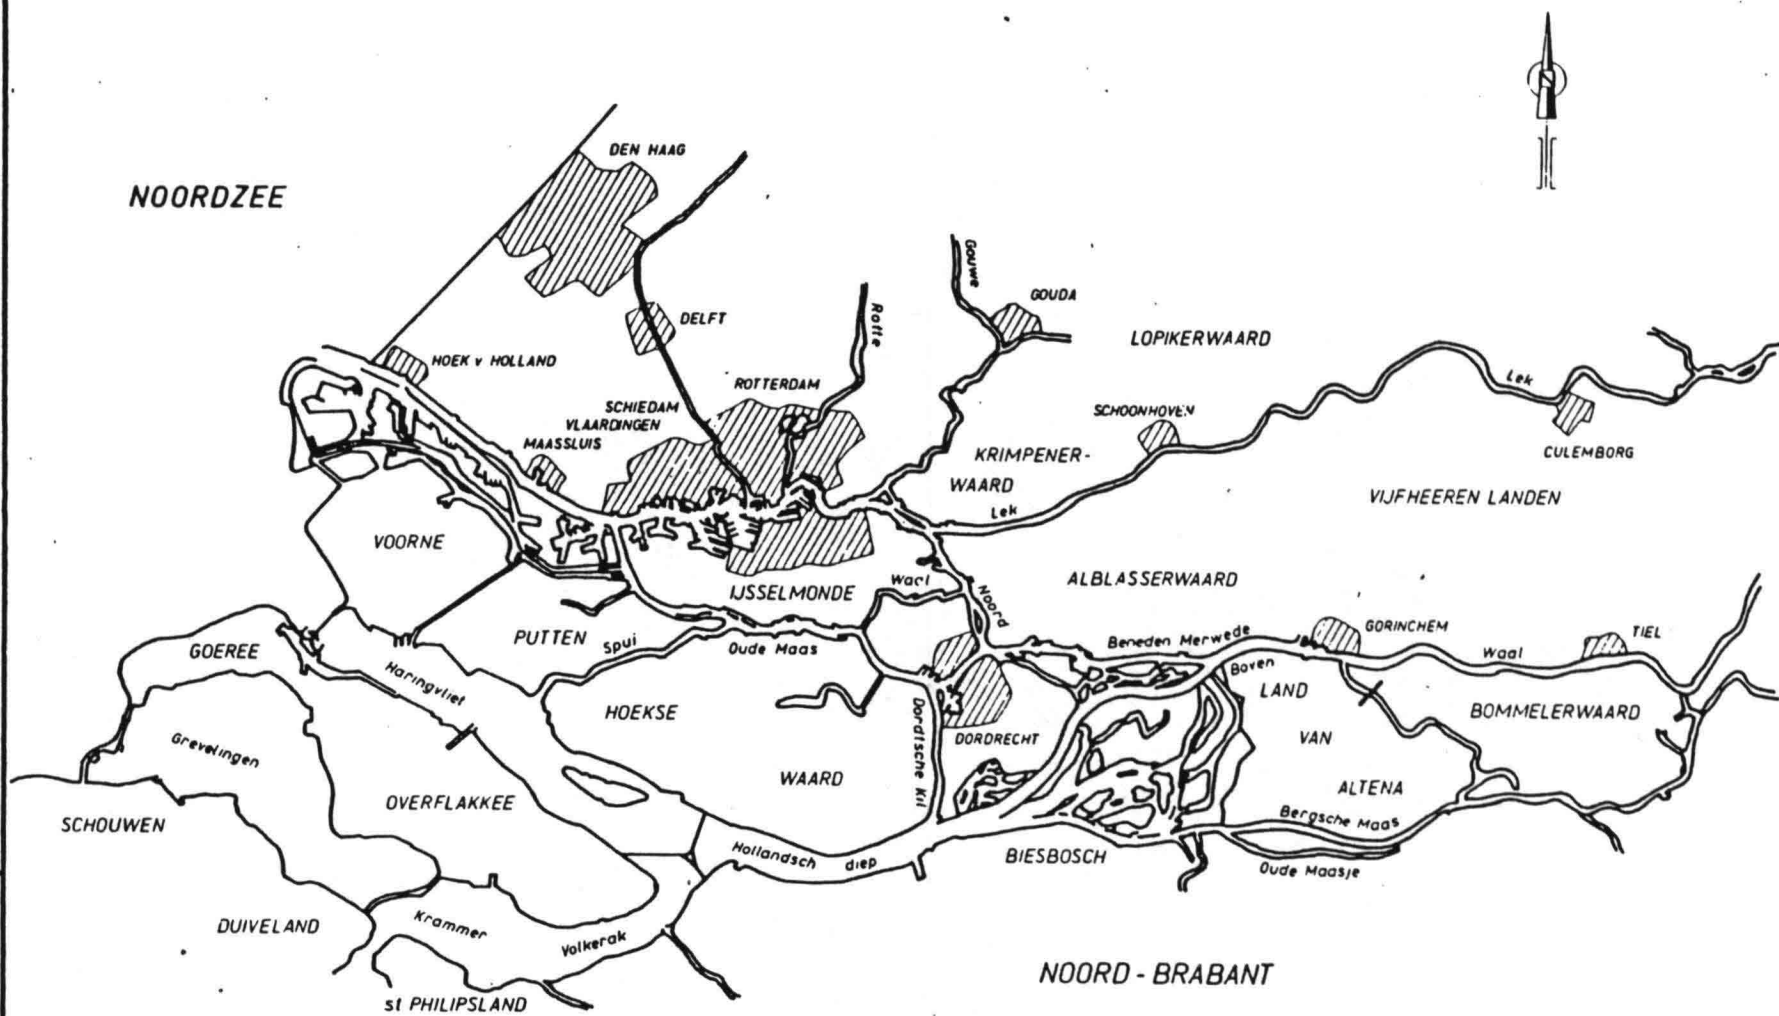 DEN HAAG
NOORDZEE
Gouwe
GOUDA
Rotte
DELFT
LOPIKERWAARD
HOEK v HOLLAND
ROTTERDAM
Lek
SCHIEDAM
VLAARDINGEN
SCHOONHOVEN
MAASSLUIS
KRIMPENER-
WAARD
CULEMBORG
VIJFHEEREN LANDEN
Lek
VOORNE
IJSSELMONDE
Waal
ALBLASSERWAARD
Noord
PUTTEN
Spui
Oude Maas
Beneden Merwede
GORINCHEM
TIEL
Waal
GOEREE
Haringvliet
Boven
LAND
HOEKSE
BOMMELERWAARD
Dordtsche Kil
DORDRECHT
VAN
Grevelingen
WAARD
ALTENA
OVERFLAKKEE
SCHOUWEN
Bergsche Maas
Hollandsch diep
BIESBOSCH
Oude Maasje
DUIVELAND
Krammer
Volkerak
NOORD - BRABANT
st PHILIPSLAND